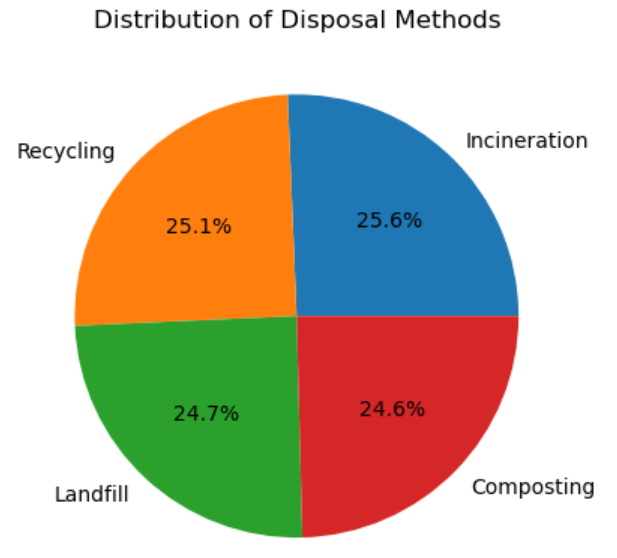 Distribution of Disposal Methods
Incineration
Recycling
25.6%
25.1%
24.6%
24.7%
Composting
Landfill